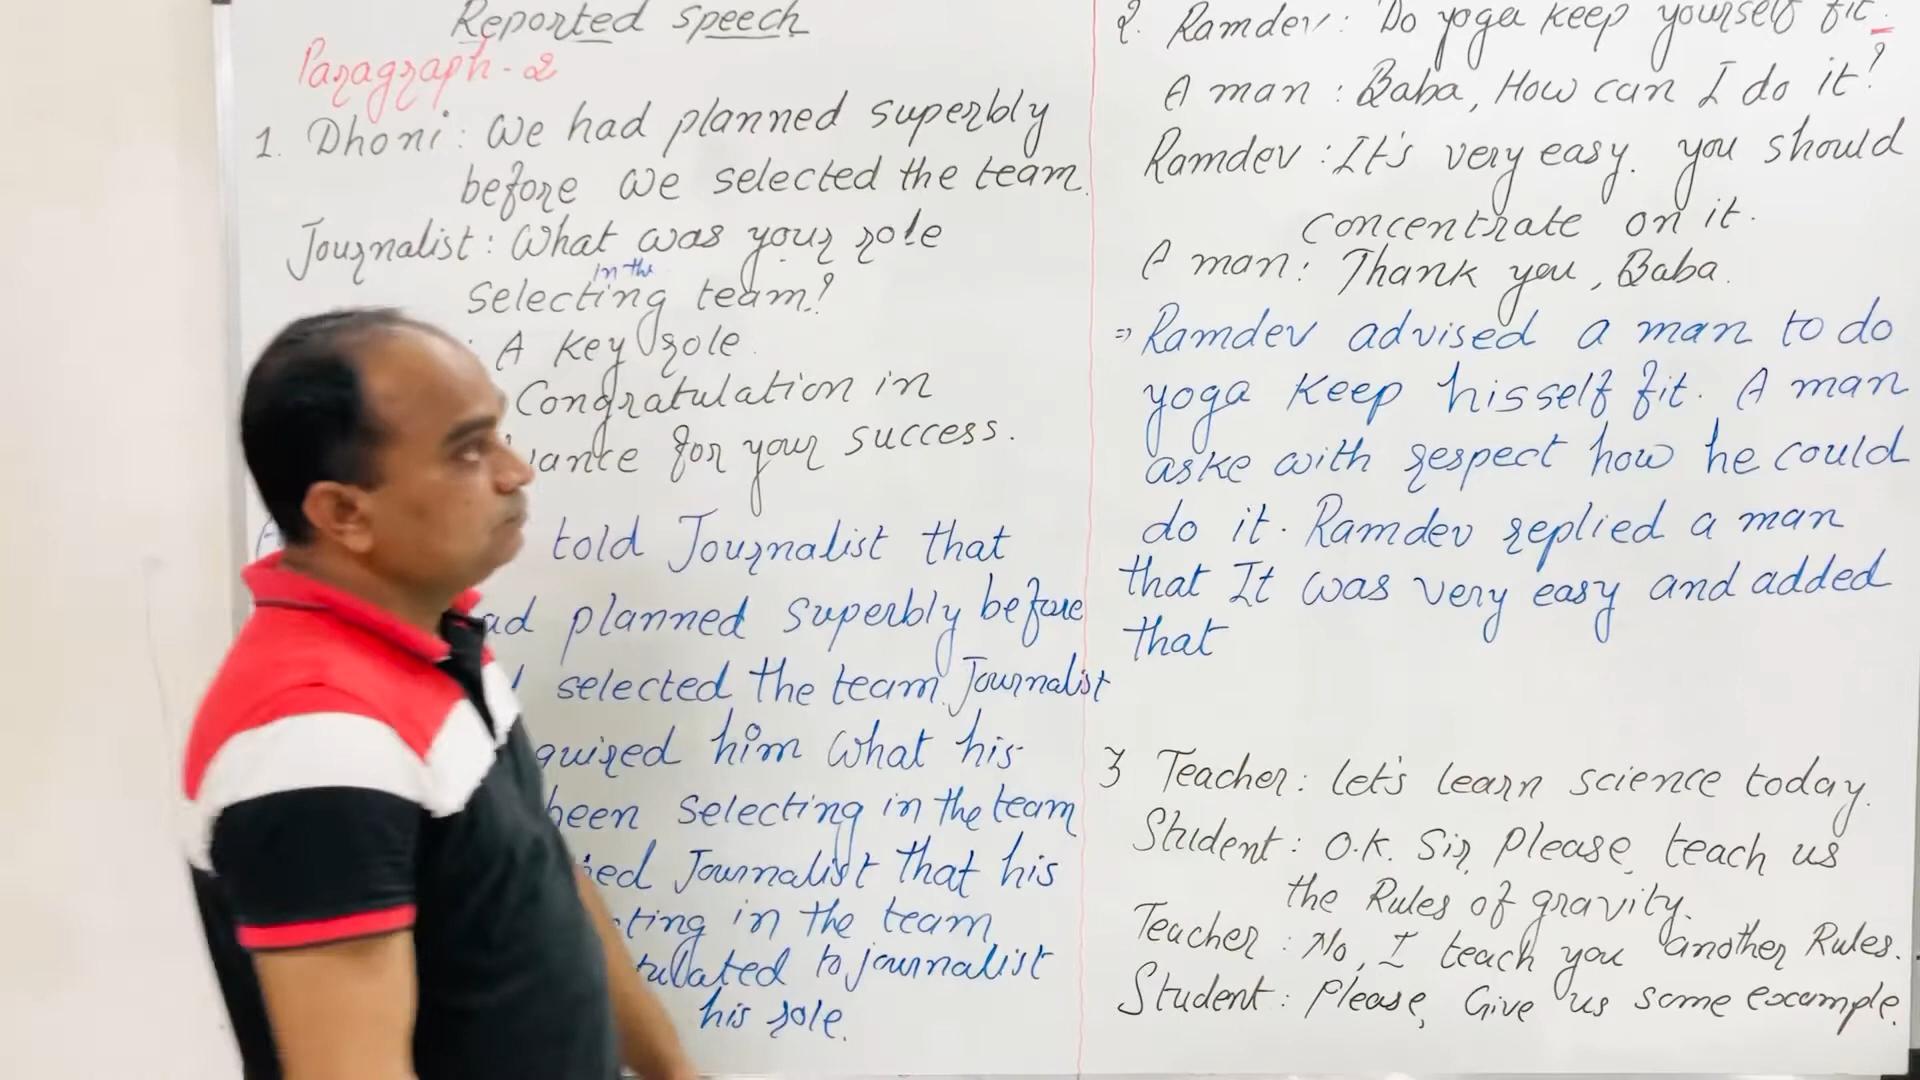 Reported speech
Paragraph - 2
1. Dhoni : We had planned superbly
before we selected the team.
Journalist : What was your role
in the
Selecting team?
: A key role.
Congratulation in
vance for your success.
told Journalist that
ad planned superbly before
selected the team. Journalist
quired him what his
been selecting in the team
ied Journalist that his
cting in the team
tulated to journalist
his role.
2. Ramdev : Do yoga keep yourself fit.
A man : Baba, How can I do it?
Ramdev : It's very easy. you should
concentrate on it.
A man : Thank you, Baba.
⇒ Ramdev advised a man to do
yoga keep hisself fit. A man
aske with respect how he could
do it. Ramdev replied a man
that It was very easy and added
that
3 Teacher : Let's learn science today.
Student : O.K. Sir, Please, teach us
the Rules of gravity.
Teacher : No, I teach you another Rules.
Student : Please, Give us some example.